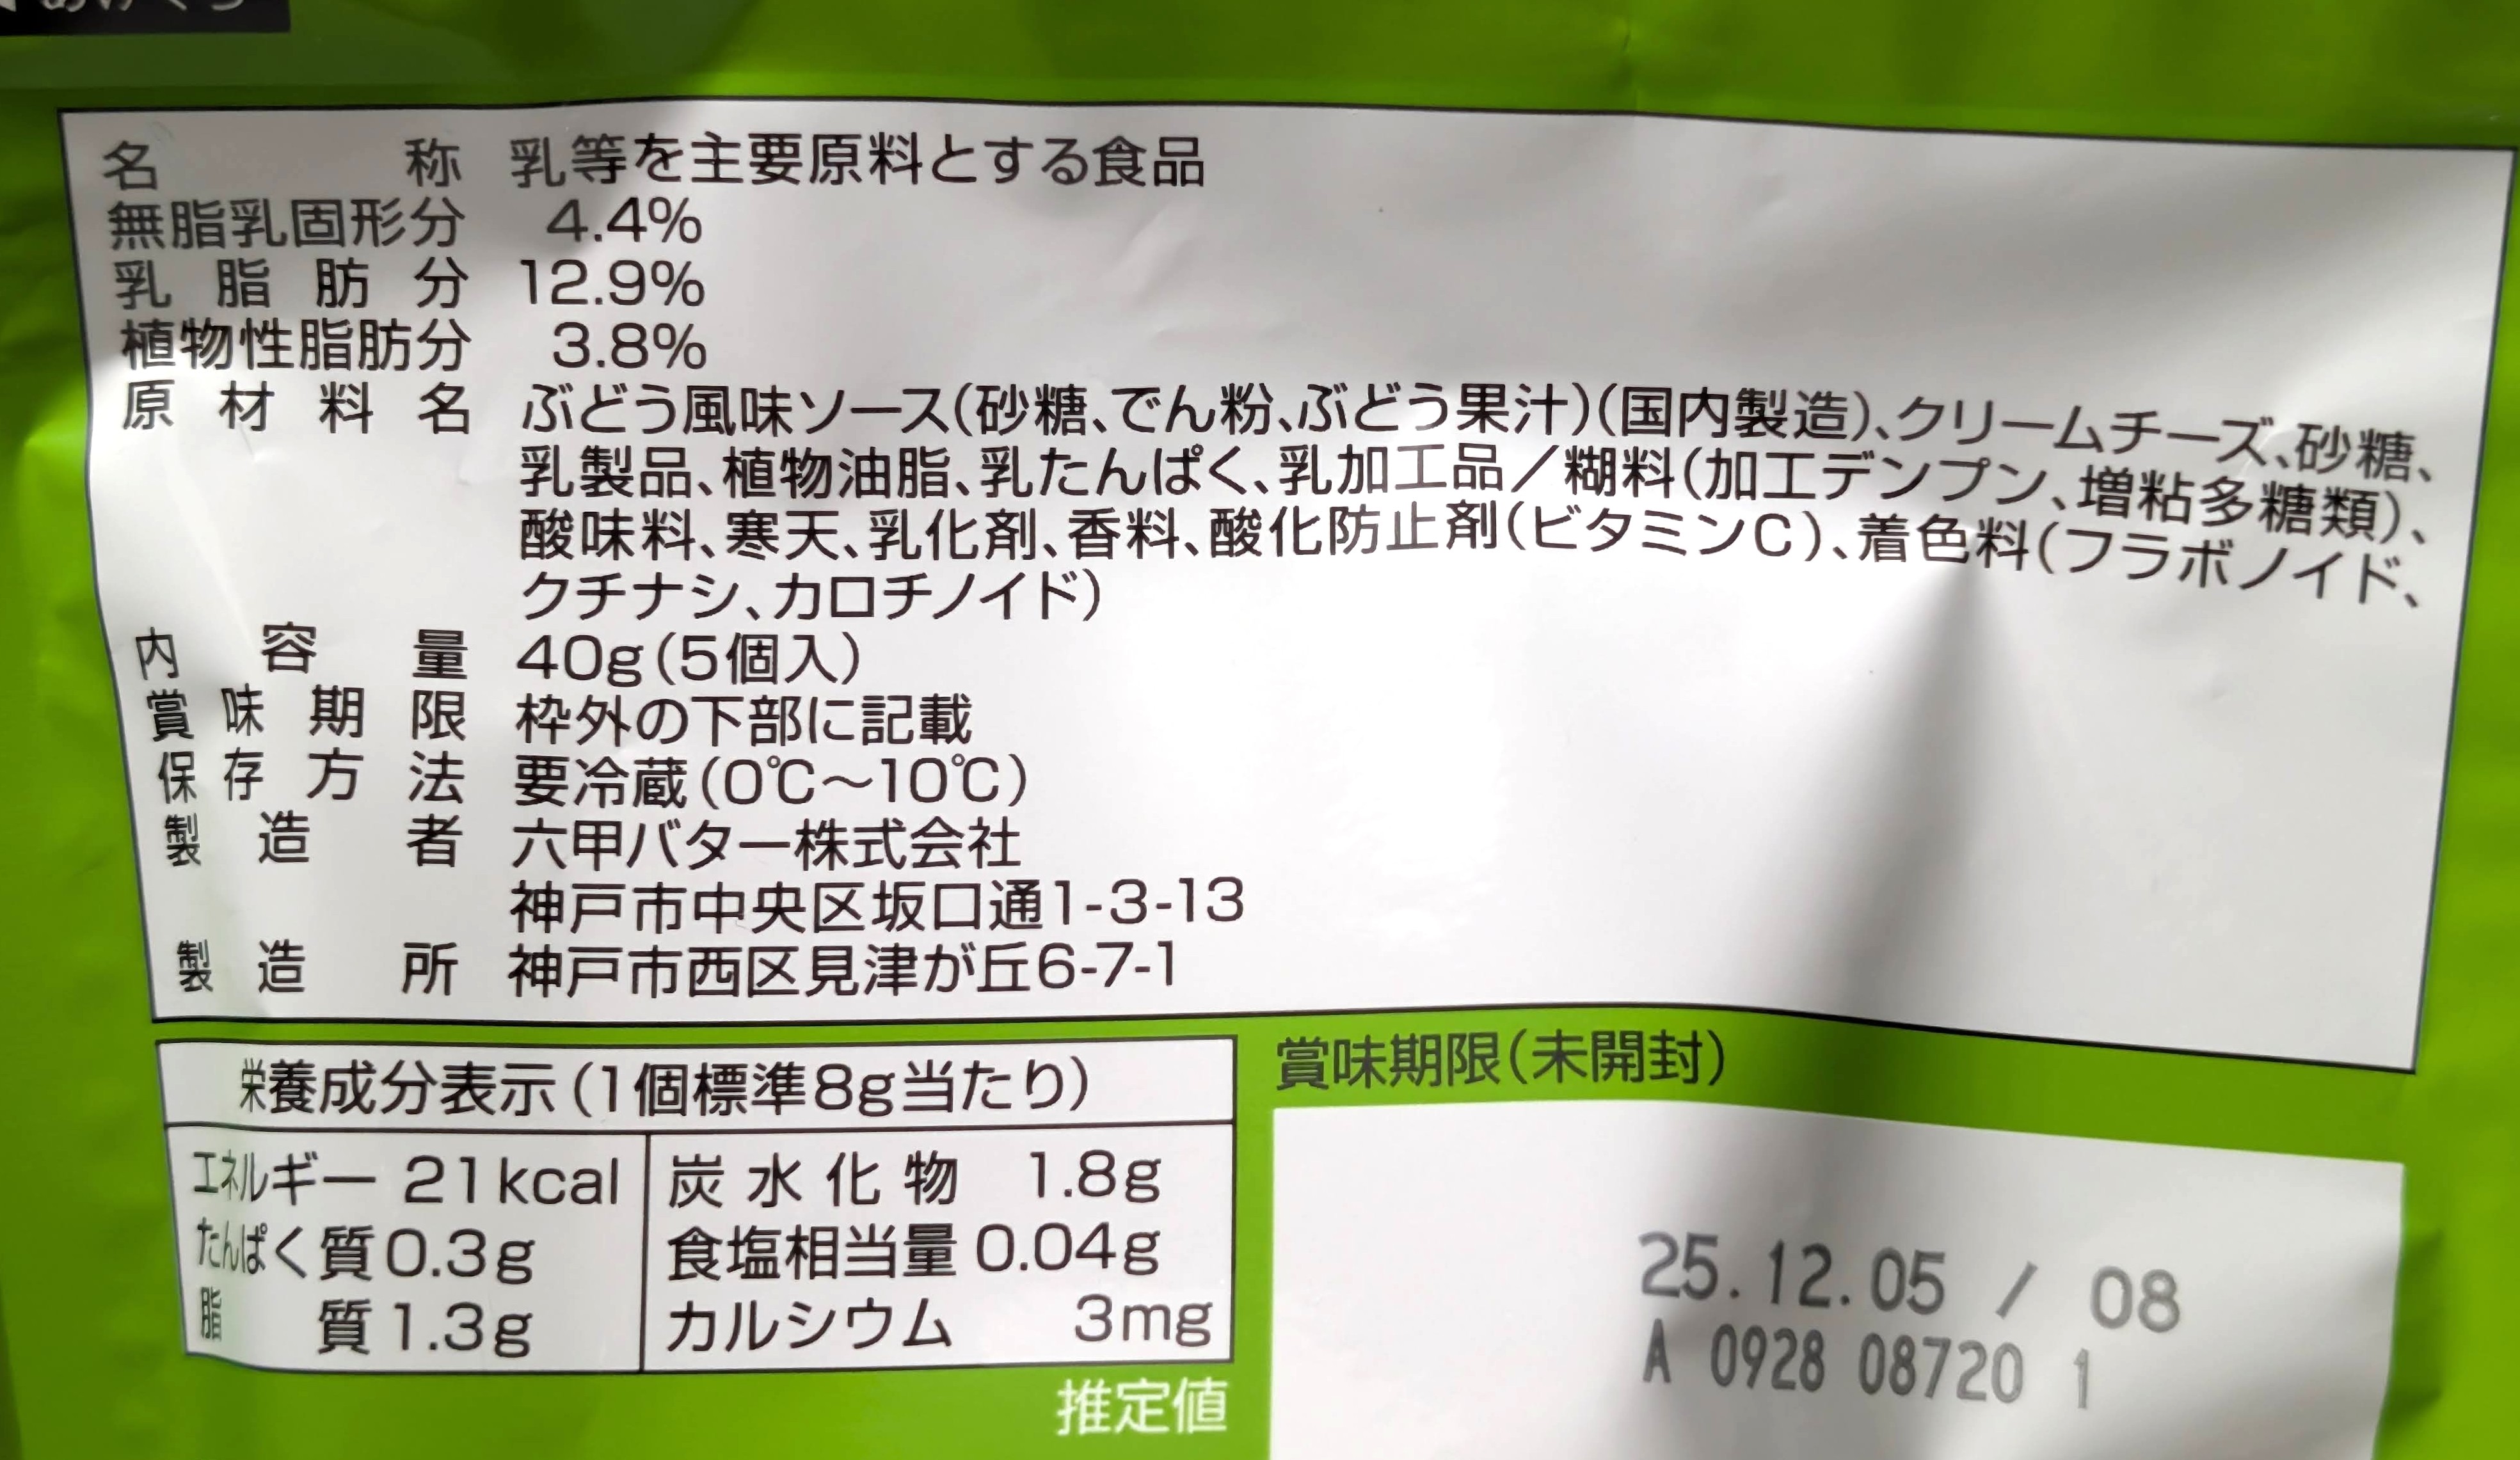 名称 乳等を主要原料とする食品
無脂乳固形分 4.4%
乳脂肪分 12.9%
植物性脂肪分 3.8%
原材料名 ぶどう風味ソース(砂糖、でん粉、ぶどう果汁)(国内製造)、クリームチーズ、砂糖、
乳製品、植物油脂、乳たんぱく、乳加工品/糊料(加工デンプン、増粘多糖類)、
酸味料、寒天、乳化剤、香料、酸化防止剤(ビタミンC)、着色料(フラボノイド、
クチナシ、カロチノイド)
内容量 40g(5個入)
賞味期限 枠外の下部に記載
保存方法 要冷蔵(0℃~10℃)
製造者 六甲バター株式会社
神戸市中央区坂口通1-3-13
製造所 神戸市西区見津が丘6-7-1
栄養成分表示(1個標準8g当たり)
エネルギー 21kcal
たんぱく質 0.3g
脂質 1.3g
炭水化物 1.8g
食塩相当量 0.04g
カルシウム 3mg
推定値
賞味期限(未開封)
25.12.05 / 08
A 0928 08720 1